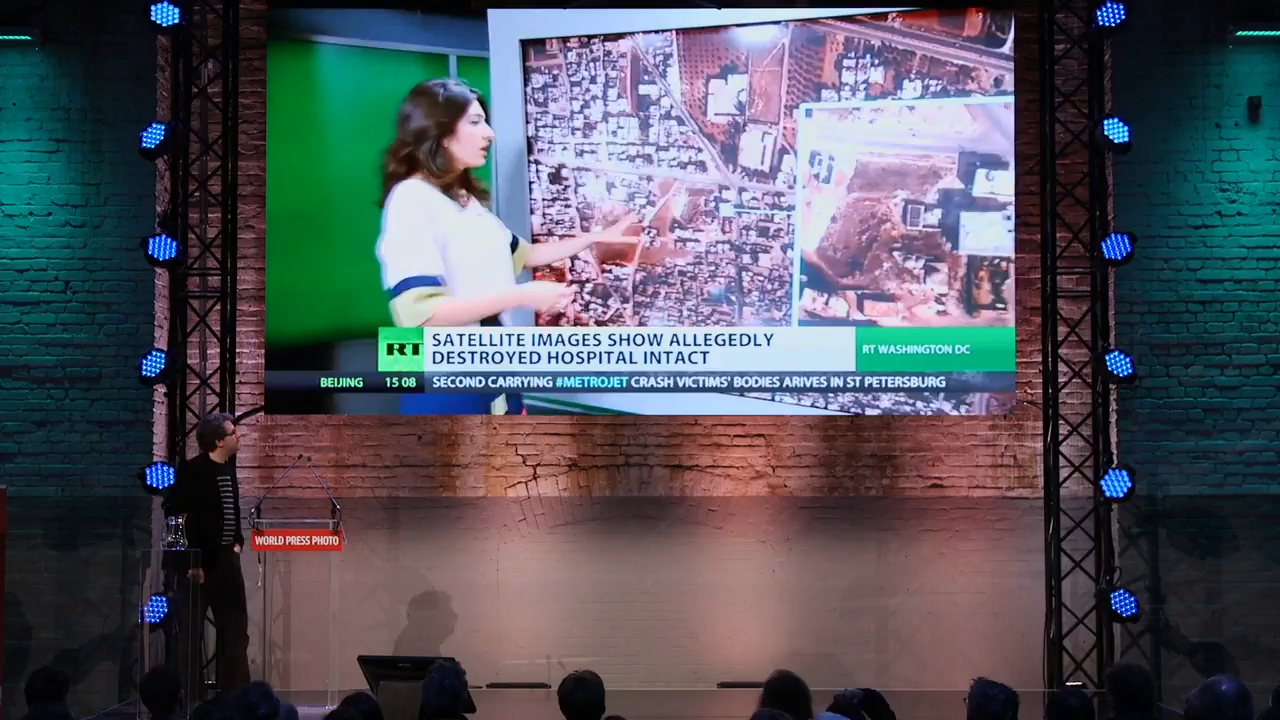 RT
SATELLITE IMAGES SHOW ALLEGEDLY
DESTROYED HOSPITAL INTACT
RT WASHINGTON DC
BEIJING 15 08 SECOND CARRYING #METROJET CRASH VICTIMS' BODIES ARIVES IN ST PETERSBURG
WORLD PRESS PHOTO